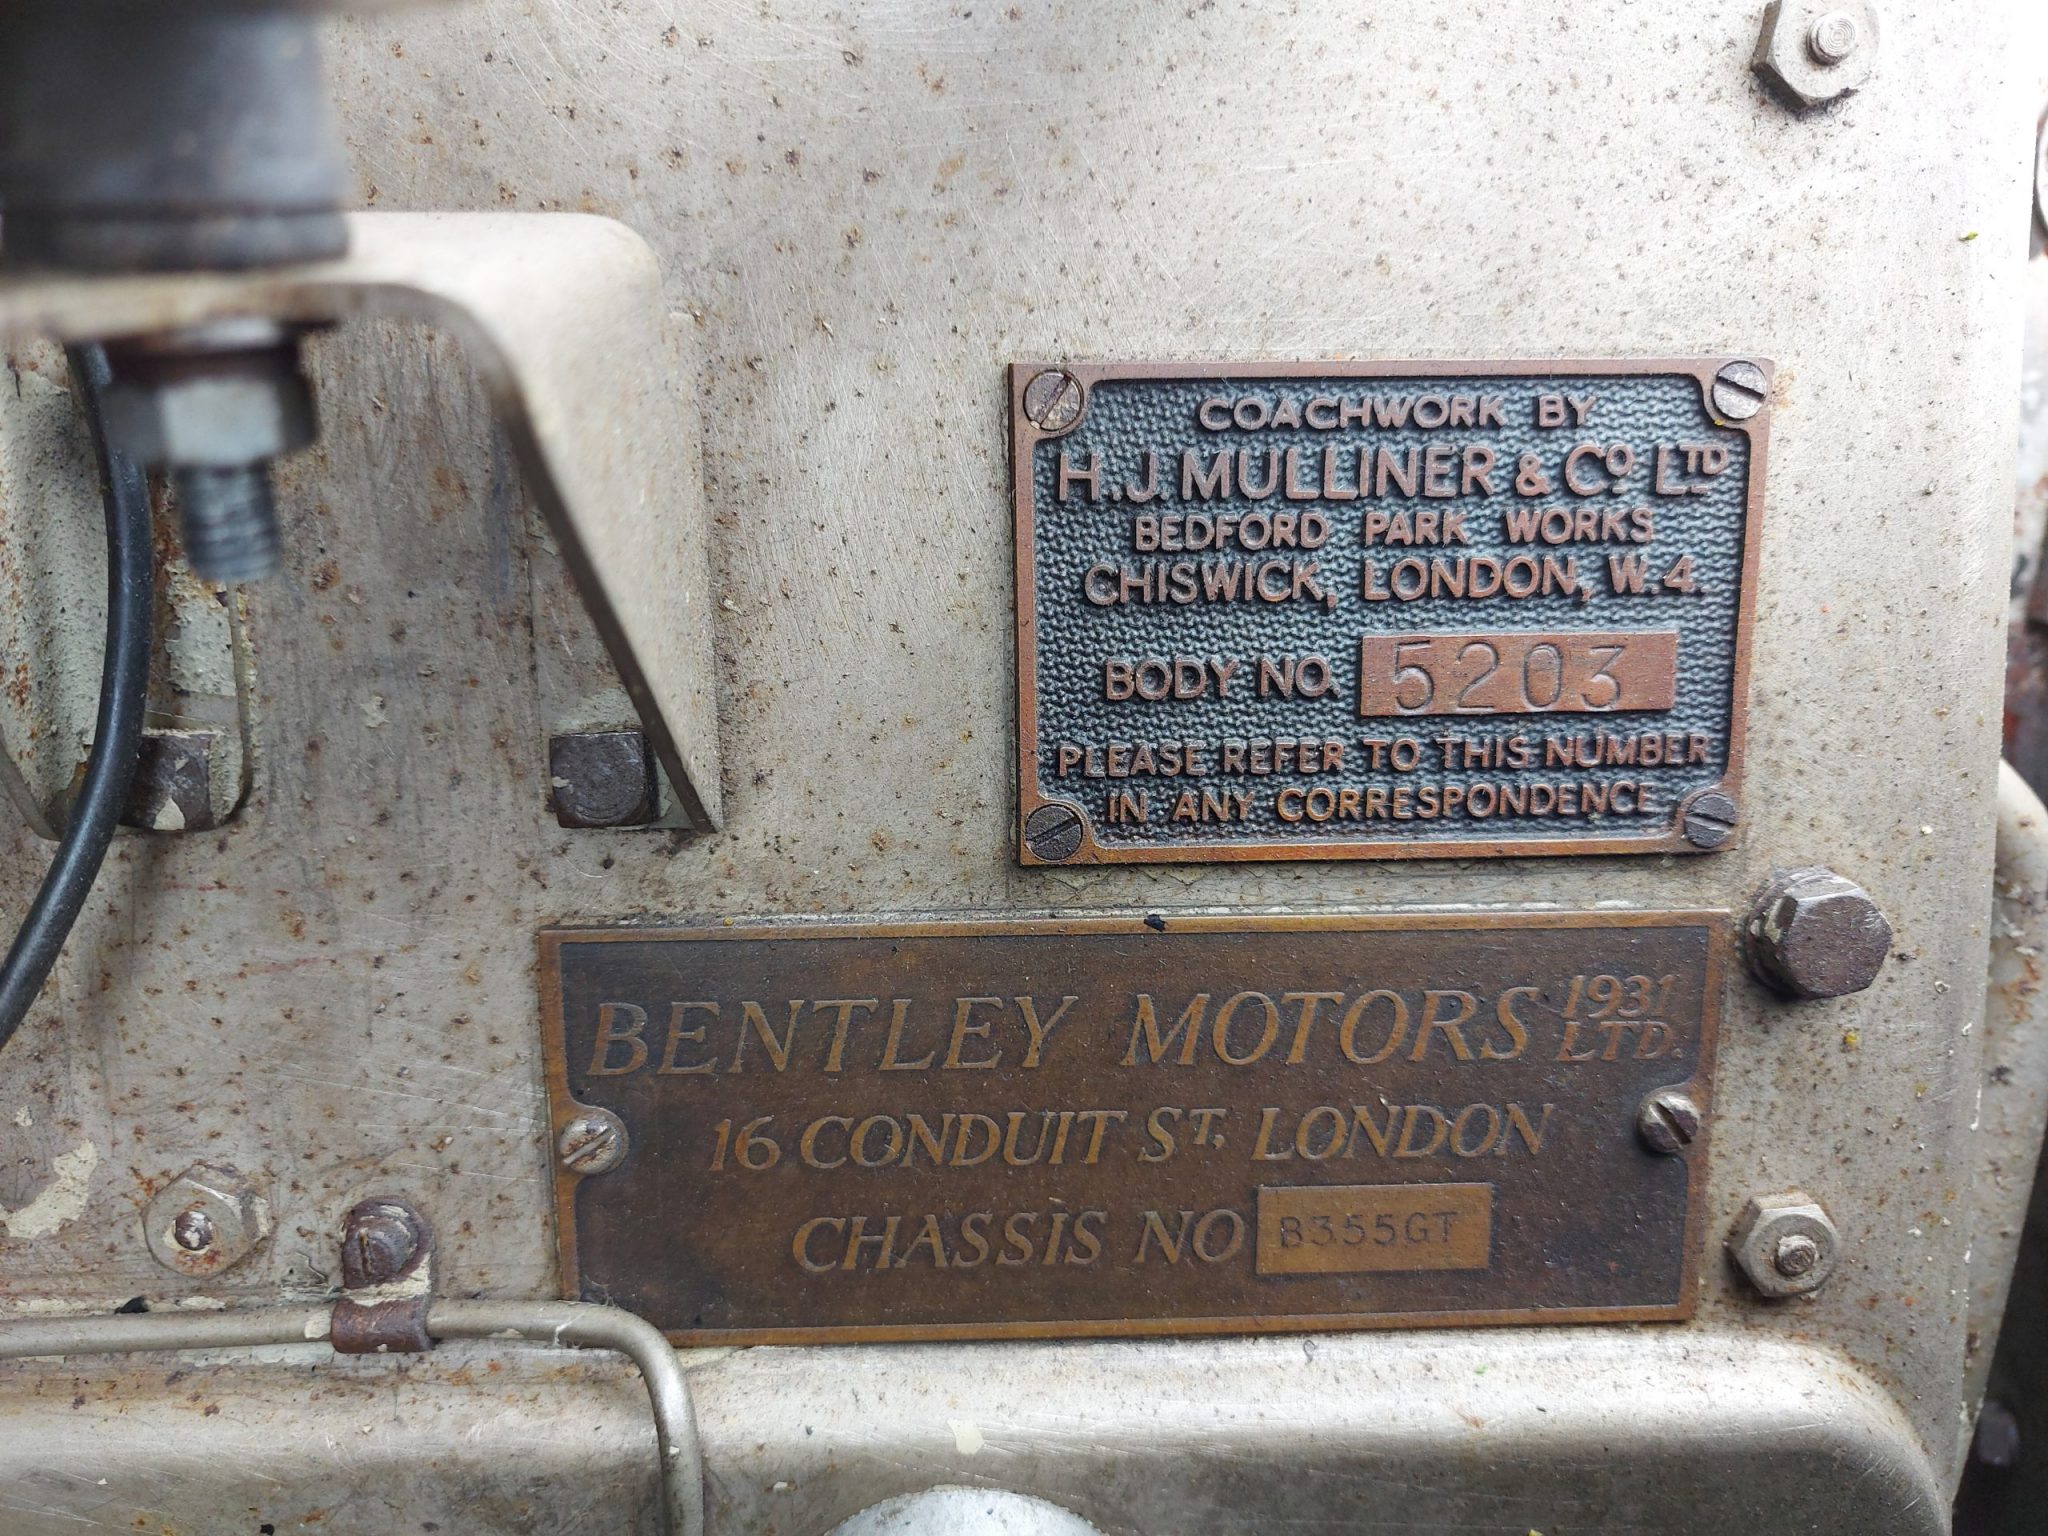 COACHWORK BY
H.J. MULLINER & Cº LTD
BEDFORD PARK WORKS
CHISWICK, LONDON, W.4.
BODY NO. 5203
PLEASE REFER TO THIS NUMBER
IN ANY CORRESPONDENCE
BENTLEY MOTORS 1931 LTD.
16 CONDUIT ST. LONDON
CHASSIS NO B355GT